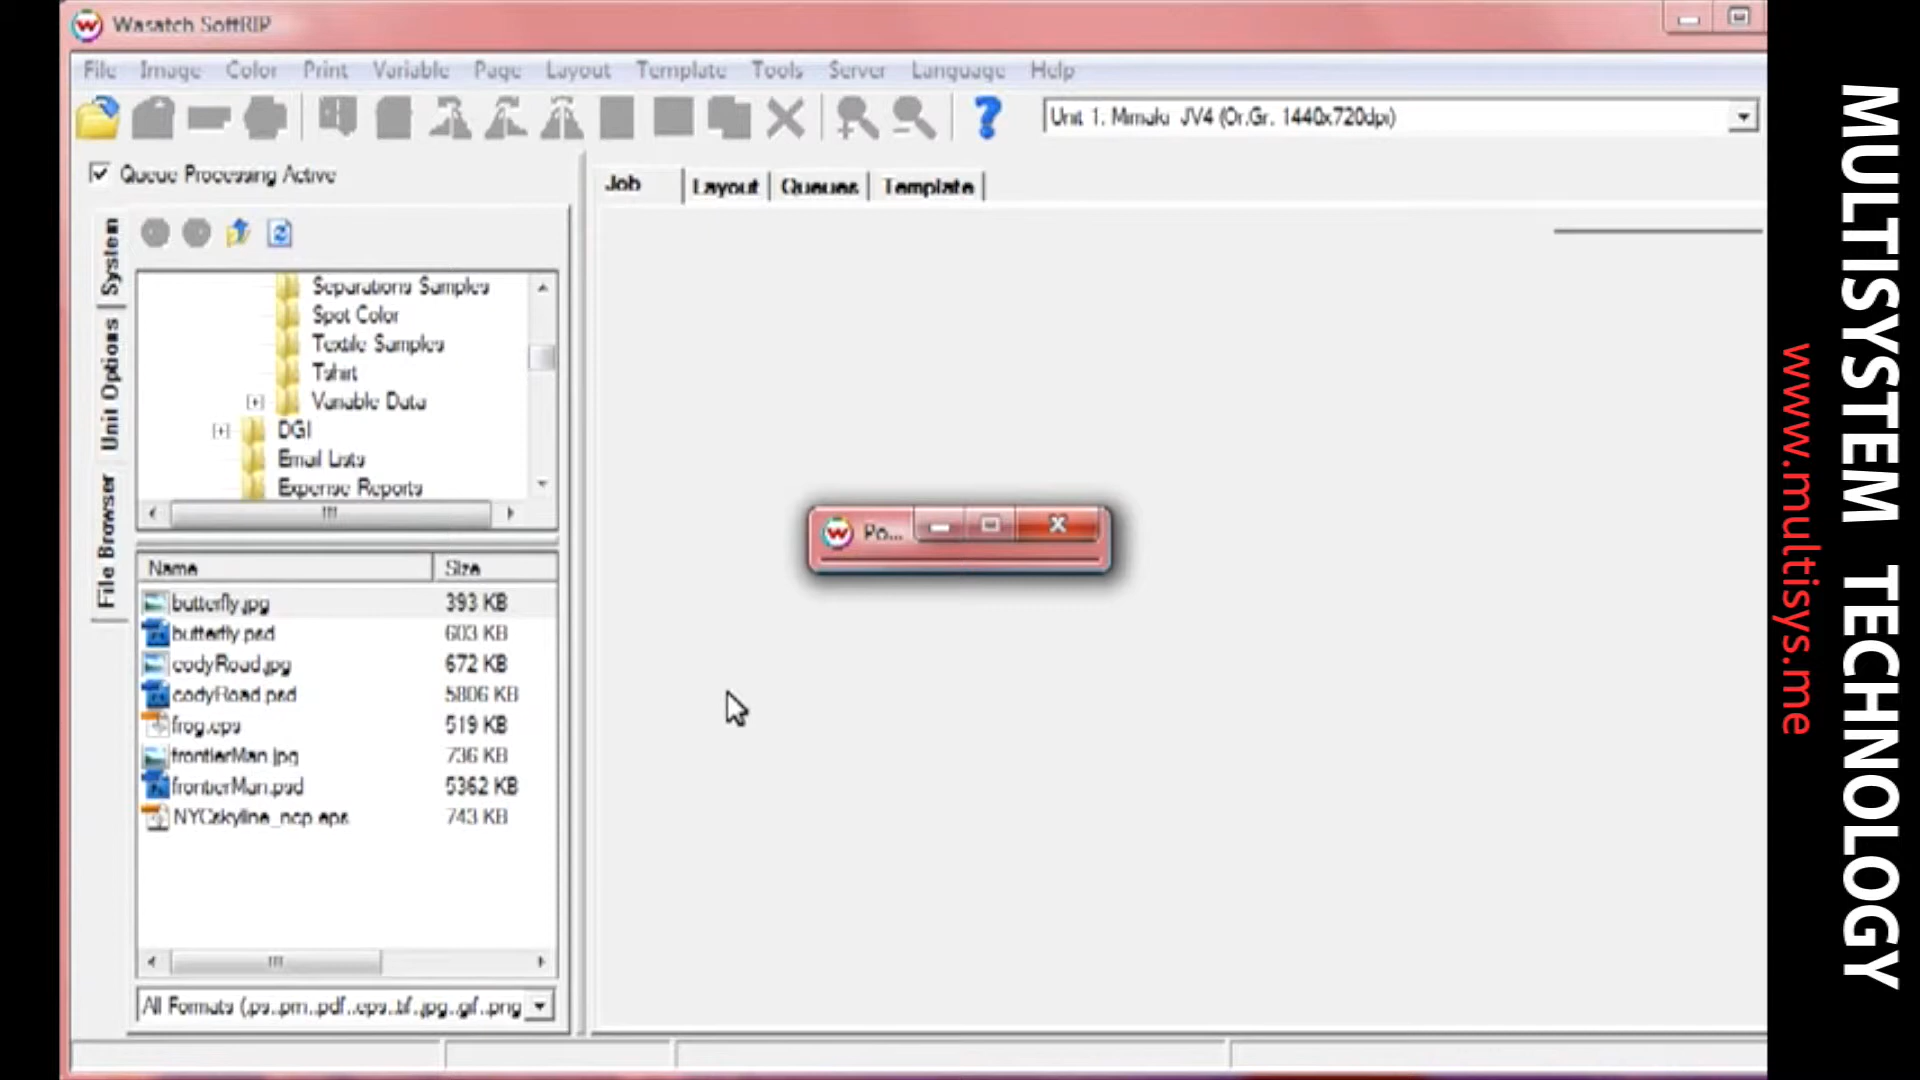 Wasatch SoftRIP
File Image Color Print Variable Page Layout Template Tools Server Language Help
Unit 1. Mimaki JV4 (Or.Gr. 1440x720dpi)
Queue Processing Active
Job Layout Queues Template
System
Unit Options
File Browser
Separations Samples
Spot Color
Textile Samples
Tshirt
Variable Data
DGI
Email Lists
Expense Reports
Name Size
butterfly.jpg 393 KB
butterfly.psd 603 KB
codyRoad.jpg 672 KB
codyRoad.psd 5806 KB
frog.eps 519 KB
frontierMan.jpg 736 KB
frontierMan.psd 5362 KB
NYCskyline_ncp.eps 743 KB
All Formats (.ps..prn..pdf..eps..tif..jpg..gif..png
Po...
MULTISYSTEM TECHNOLOGY
www.multisys.me